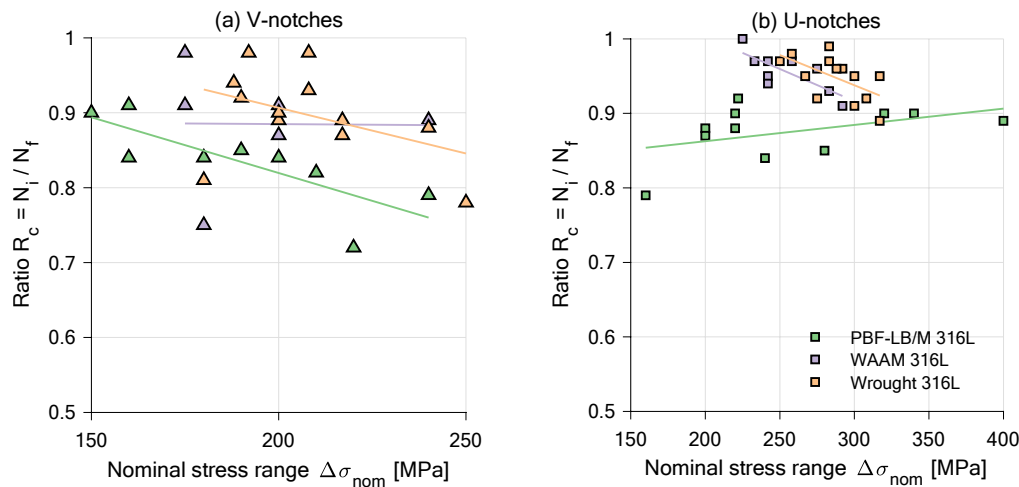 (a) V-notches
1
0.9
0.8
0.7
0.6
0.5
150
200
250
Ratio R_c = N_i / N_f
Nominal stress range Δσ_nom [MPa]
(b) U-notches
1
0.9
0.8
0.7
0.6
0.5
150
200
250
300
350
400
Ratio R_c = N_i / N_f
Nominal stress range Δσ_nom [MPa]
PBF-LB/M 316L
WAAM 316L
Wrought 316L